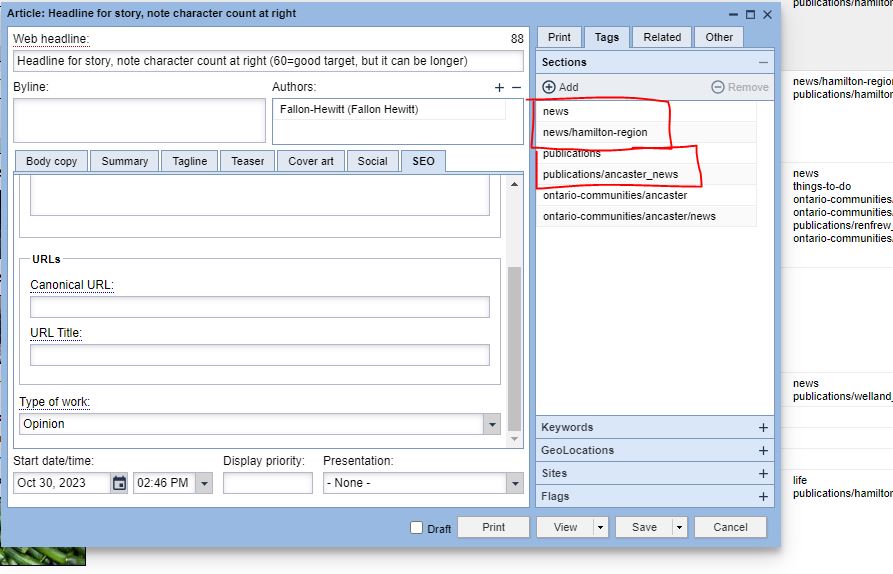 Article: Headline for story, note character count at right
Web headline: 88
Headline for story, note character count at right (60=good target, but it can be longer)
Byline:
Authors: + −
Fallon-Hewitt (Fallon Hewitt)
Body copy
Summary
Tagline
Teaser
Cover art
Social
SEO
URLs
Canonical URL:
URL Title:
Type of work:
Opinion
Start date/time:
Display priority:
Presentation:
Oct 30, 2023
02:46 PM
- None -
Draft
Print
View
Save
Cancel
Print
Tags
Related
Other
Sections
Add
Remove
news
news/hamilton-region
publications
publications/ancaster_news
ontario-communities/ancaster
ontario-communities/ancaster/news
Keywords
GeoLocations
Sites
Flags
publications/hamilton
news/hamilton-regio
publications/hamilton
news
things-to-do
ontario-communities/
ontario-communities/
publications/renfrew_
ontario-communities/
news
publications/welland_
life
publications/hamilton